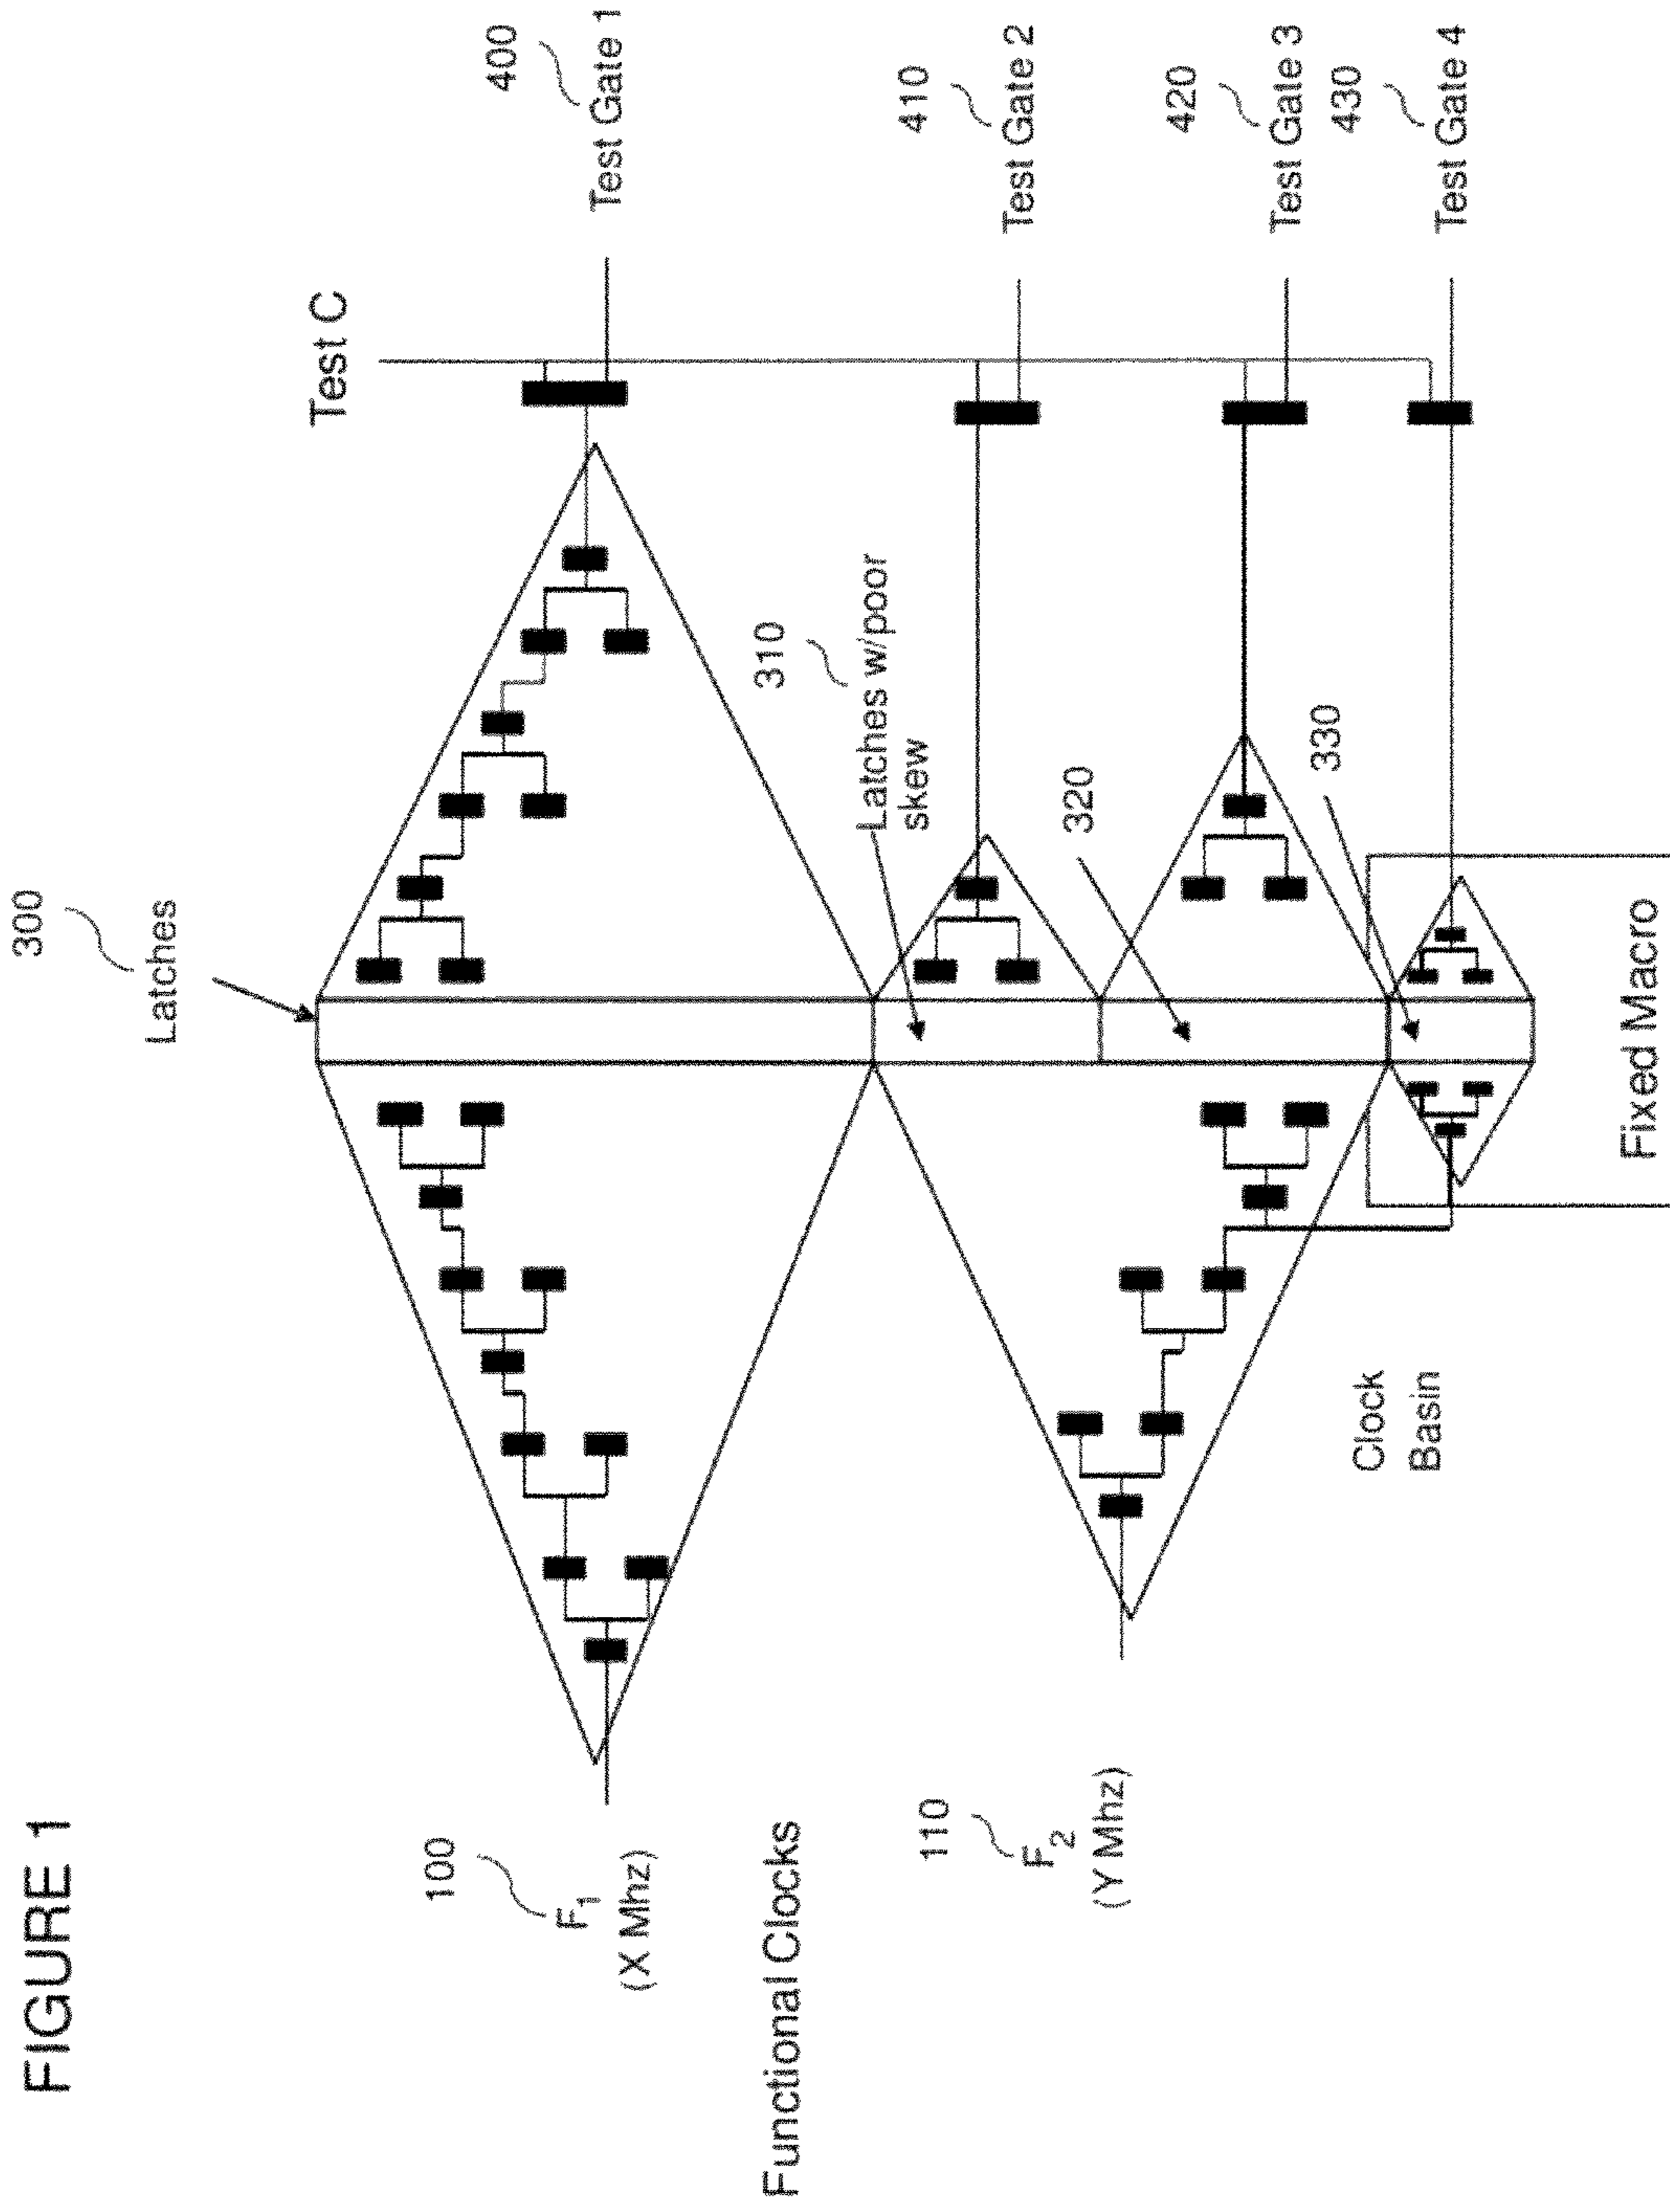 FIGURE 1
100
F1
(X Mhz)
Functional Clocks
110
F2
(Y Mhz)
300
Latches
310
Latches w/poor
skew
320
330
Clock
Basin
Fixed Macro
Test C
400
Test Gate 1
410
Test Gate 2
420
Test Gate 3
430
Test Gate 4